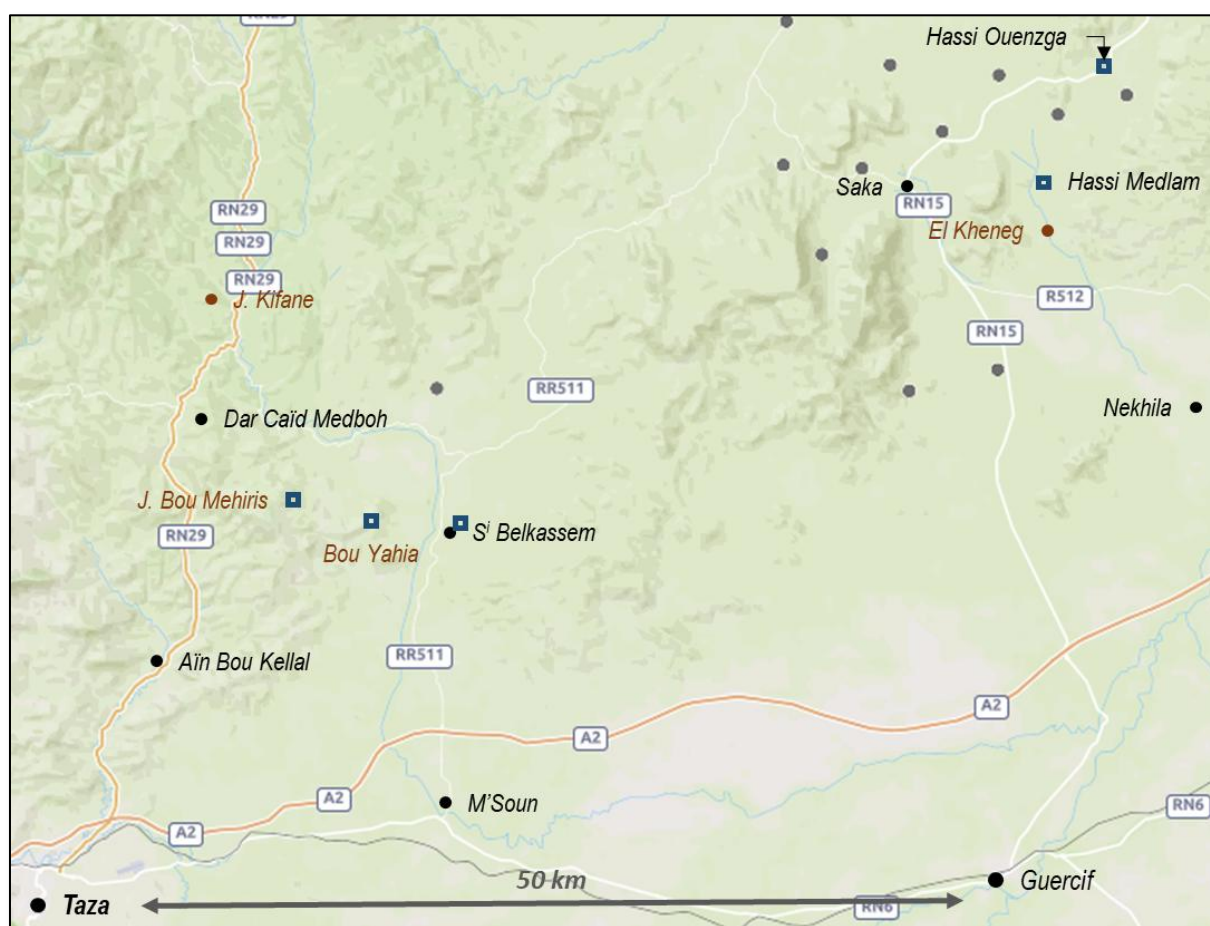 RN29
Hassi Ouenzga
Saka
Hassi Medlam
RN29
RN15
El Kheneg
RN29
RN29
J. Kifane
R512
RN15
RR511
Dar Caïd Medboh
Nekhila
J. Bou Mehiris
RN29
Bou Yahia
Sⁱ Belkassem
Aïn Bou Kellal
RR511
A2
A2
A2
M'Soun
RN6
A2
50 km
Guercif
Taza
RN6